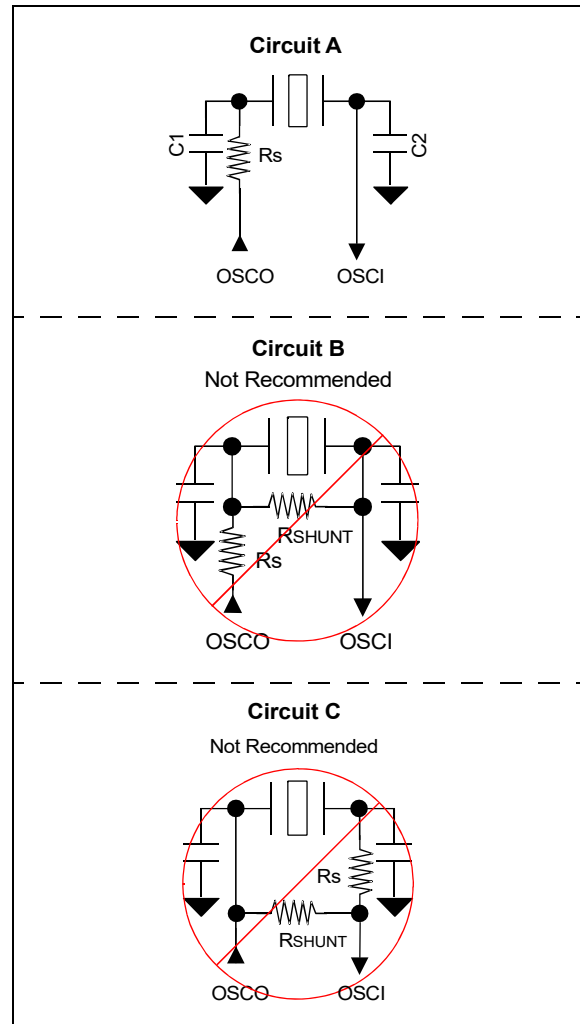 Circuit A
C1
Rs
C2
OSCO
OSCI
Circuit B
Not Recommended
RSHUNT
Rs
OSCO
OSCI
Circuit C
Not Recommended
Rs
RSHUNT
OSCO
OSCI